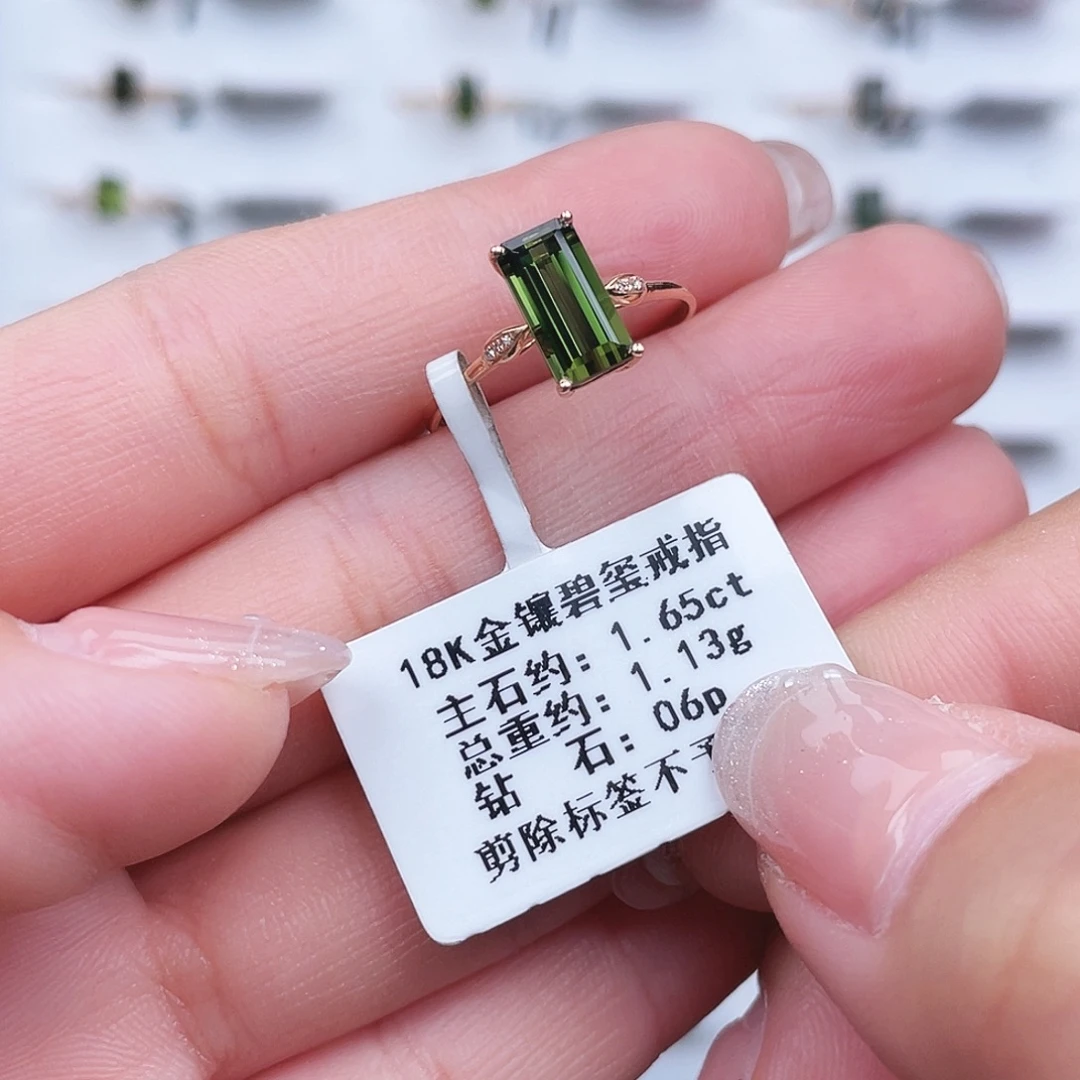 18K金镶碧玺戒指
主石约: 1.65ct
总重约: 1.13g
钻 石: 06p
剪除标签不